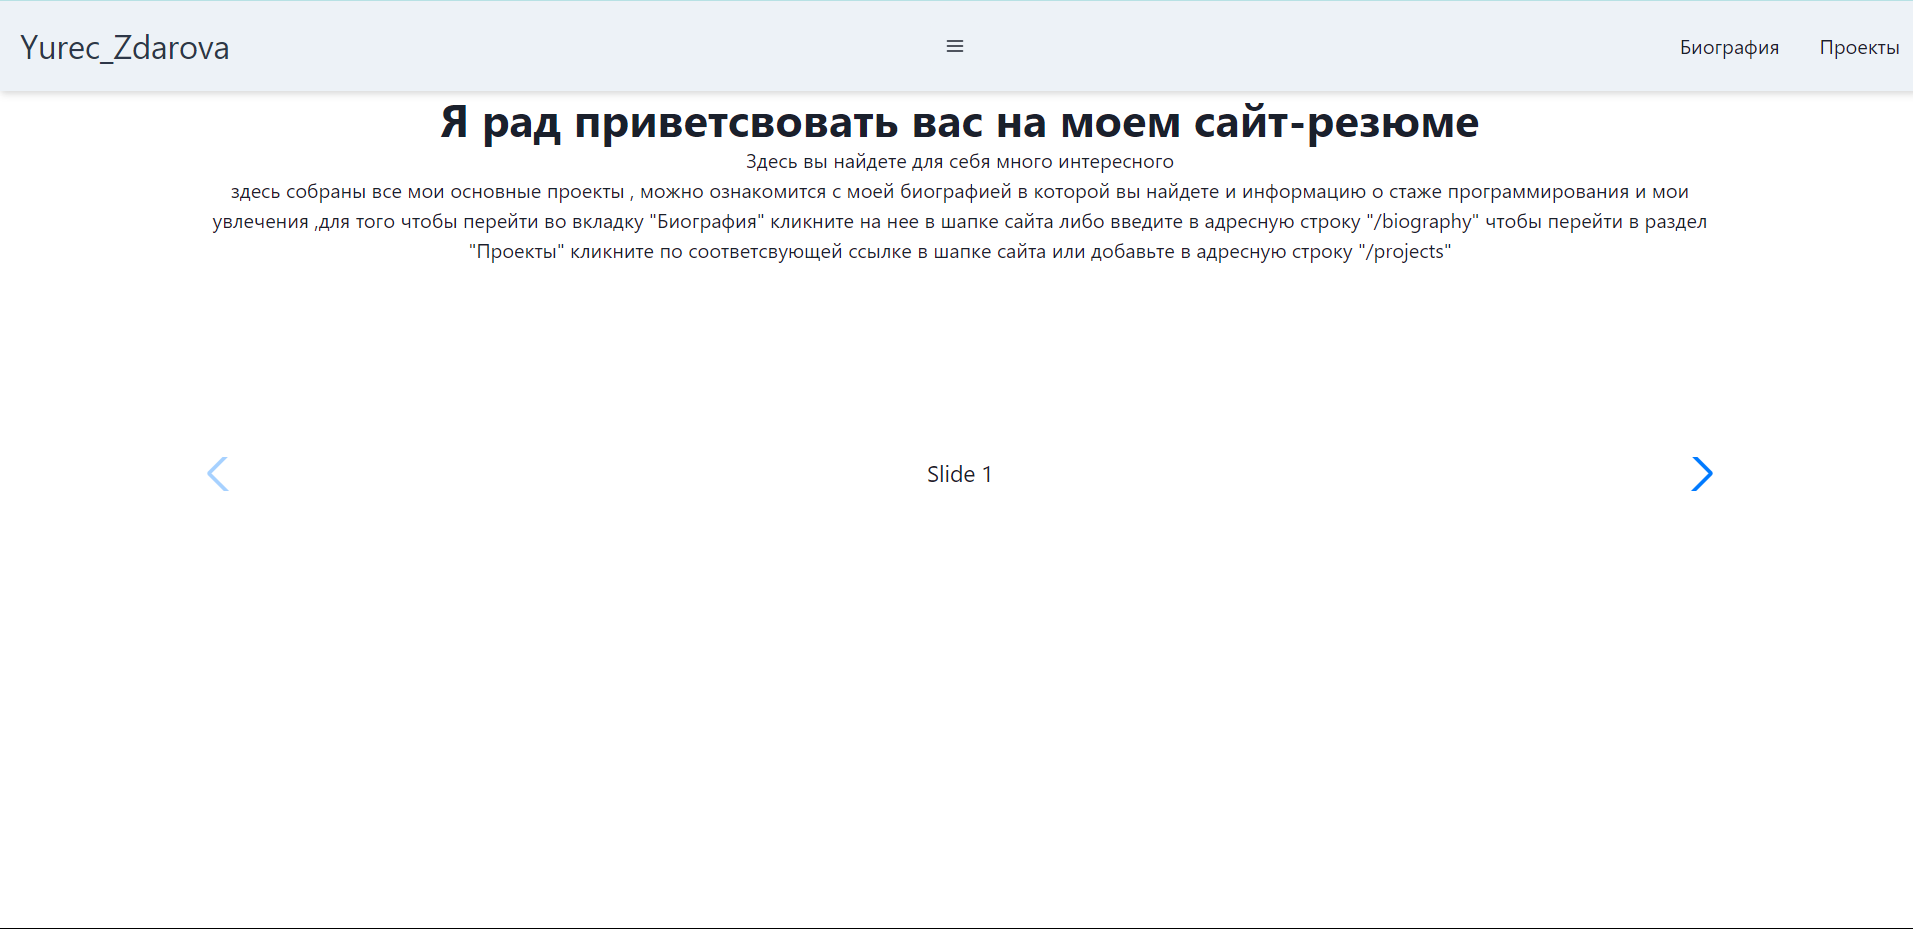 Yurec_Zdarova
Биография Проекты
Я рад приветсвовать вас на моем сайт-резюме
Здесь вы найдете для себя много интересного
здесь собраны все мои основные проекты , можно ознакомится с моей биографией в которой вы найдете и информацию о стаже программирования и мои
увлечения ,для того чтобы перейти во вкладку "Биография" кликните на нее в шапке сайта либо введите в адресную строку "/biography" чтобы перейти в раздел
"Проекты" кликните по соответсвующей ссылке в шапке сайта или добавьте в адресную строку "/projects"
Slide 1